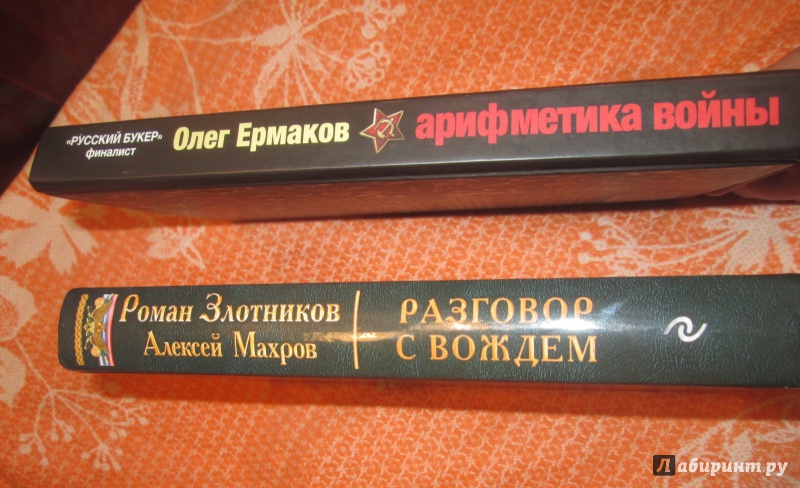 «РУССКИЙ БУКЕР»
финалист
Олег Ермаков
арифметика войны
Роман Злотников
Алексей Махров
Разговор
с вождем
Лабиринт.ру